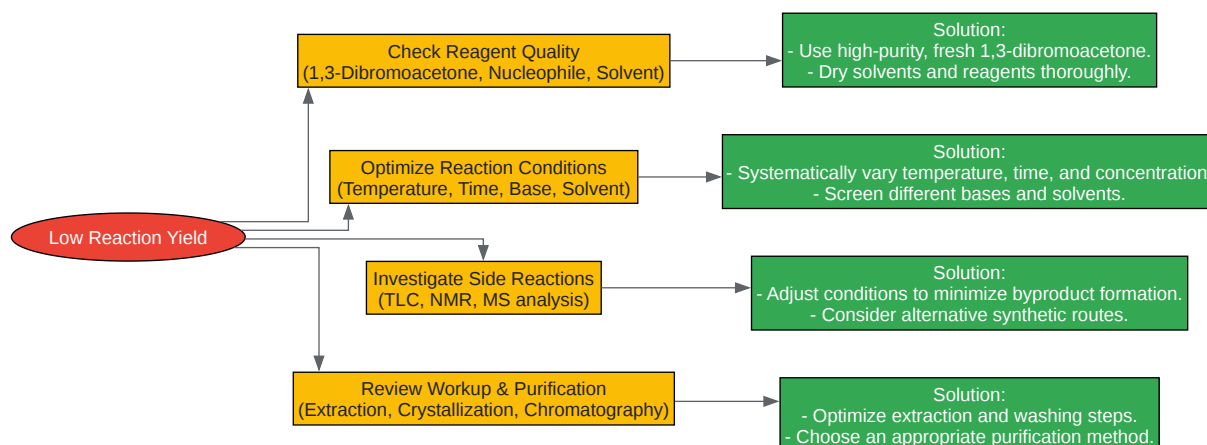 Low Reaction Yield
Check Reagent Quality
(1,3-Dibromoacetone, Nucleophile, Solvent)
Solution:
- Use high-purity, fresh 1,3-dibromoacetone.
- Dry solvents and reagents thoroughly.
Optimize Reaction Conditions
(Temperature, Time, Base, Solvent)
Solution:
- Systematically vary temperature, time, and concentration
- Screen different bases and solvents.
Investigate Side Reactions
(TLC, NMR, MS analysis)
Solution:
- Adjust conditions to minimize byproduct formation.
- Consider alternative synthetic routes.
Review Workup & Purification
(Extraction, Crystallization, Chromatography)
Solution:
- Optimize extraction and washing steps.
- Choose an appropriate purification method.